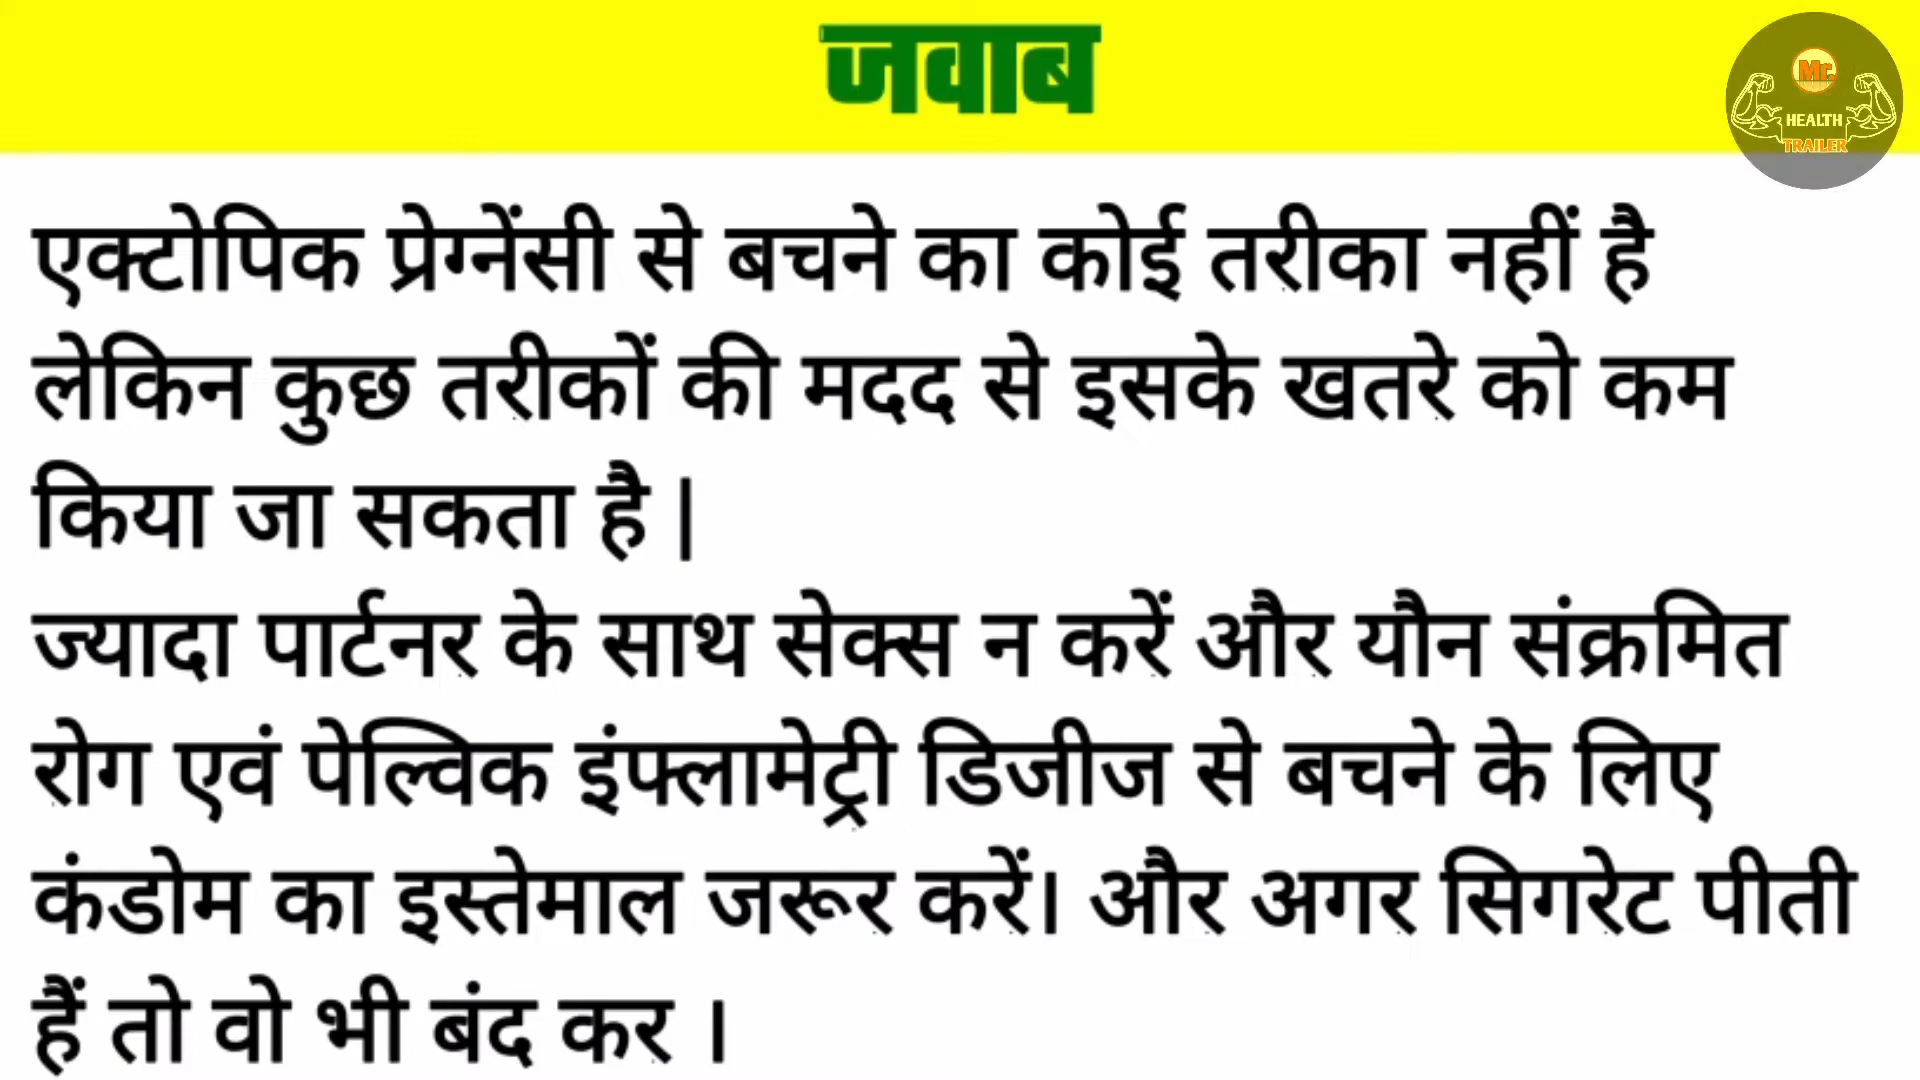 जवाब
Mr.
HEALTH
TRAILER
एक्टोपिक प्रेग्नेंसी से बचने का कोई तरीका नहीं है
लेकिन कुछ तरीकों की मदद से इसके खतरे को कम
किया जा सकता है |
ज्यादा पार्टनर के साथ सेक्स न करें और यौन संक्रमित
रोग एवं पेल्विक इंफ्लामेट्री डिजीज से बचने के लिए
कंडोम का इस्तेमाल जरूर करें। और अगर सिगरेट पीती
हैं तो वो भी बंद कर ।